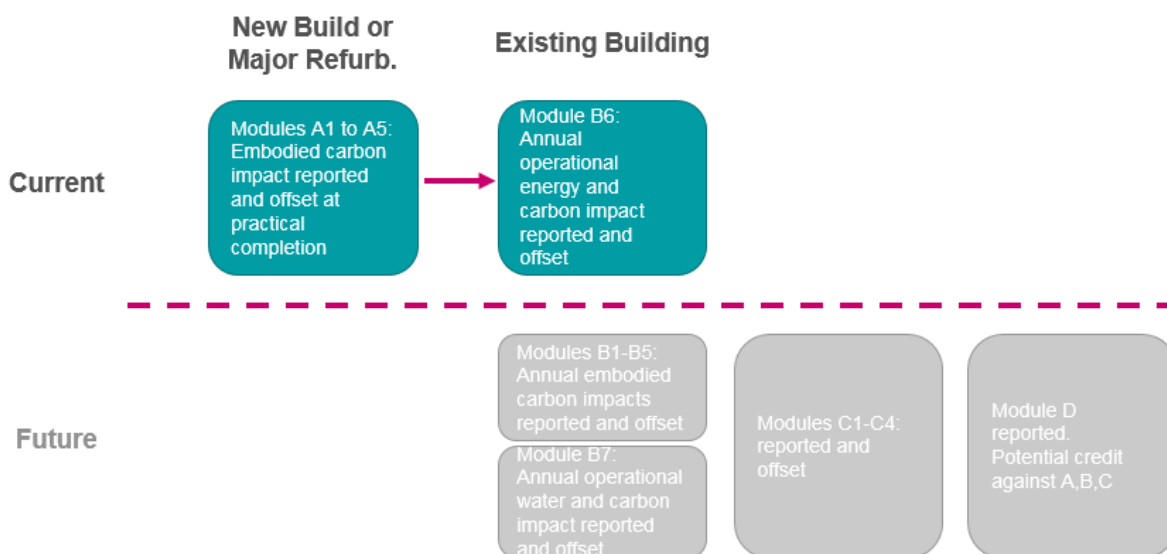 New Build or
Major Refurb.
Existing Building
Current
Modules A1 to A5:
Embodied carbon
impact reported
and offset at
practical
completion
Module B6:
Annual
operational
energy and
carbon impact
reported and
offset
Future
Modules B1-B5:
Annual embodied
carbon impacts
reported and offset
Module B7:
Annual operational
water and carbon
impact reported
and offset
Modules C1-C4:
reported and
offset
Module D
reported.
Potential credit
against A,B,C